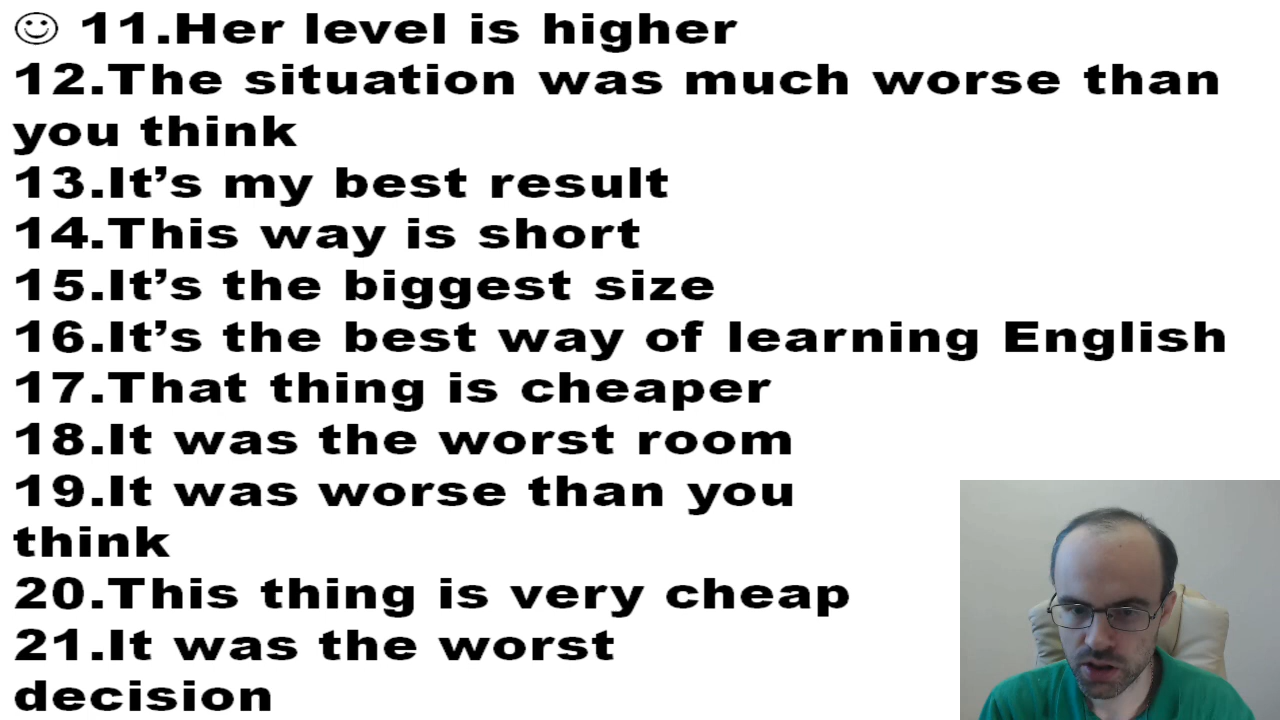 ☺ 11.Her level is higher
12.The situation was much worse than
you think
13.It’s my best result
14.This way is short
15.It’s the biggest size
16.It’s the best way of learning English
17.That thing is cheaper
18.It was the worst room
19.It was worse than you
think
20.This thing is very cheap
21.It was the worst
decision